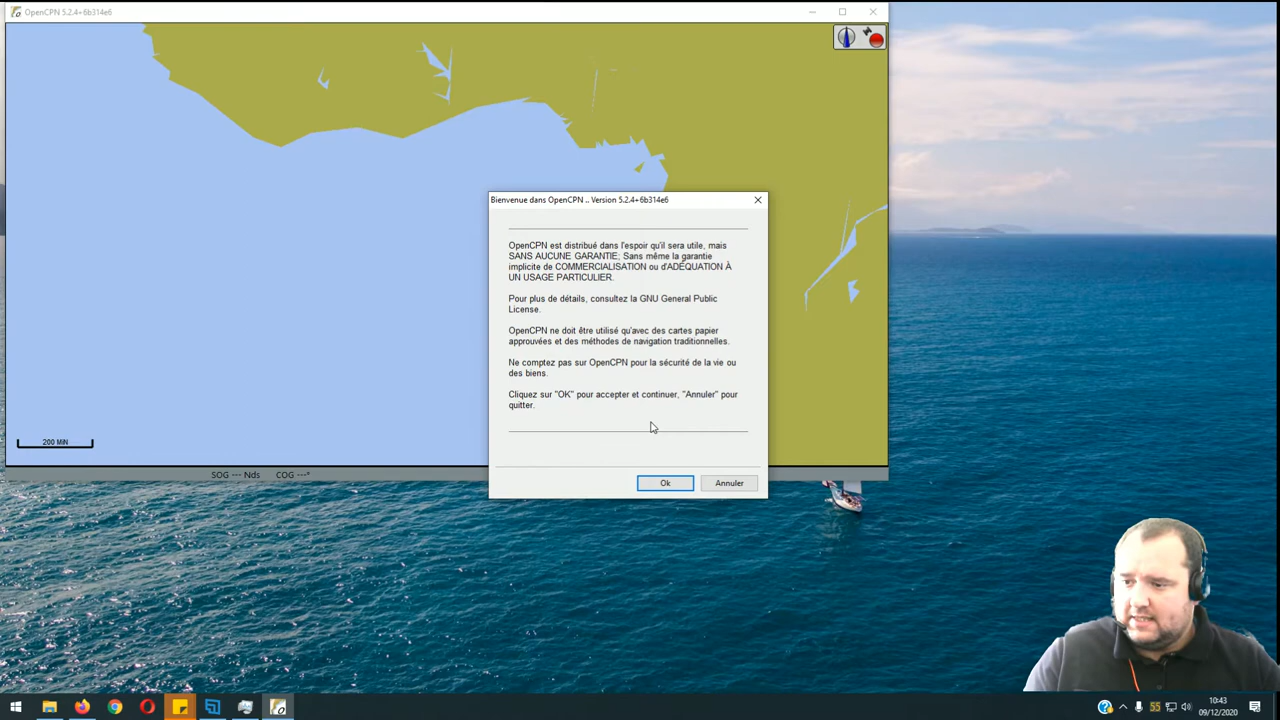 OpenCPN 5.2.4+6b314e6
Bienvenue dans OpenCPN .. Version 5.2.4+6b314e6
OpenCPN est distribué dans l'espoir qu'il sera utile, mais
SANS AUCUNE GARANTIE; Sans même la garantie
implicite de COMMERCIALISATION ou d'ADÉQUATION À
UN USAGE PARTICULIER.
Pour plus de détails, consultez la GNU General Public
License.
OpenCPN ne doit être utilisé qu'avec des cartes papier
approuvées et des méthodes de navigation traditionnelles.
Ne comptez pas sur OpenCPN pour la sécurité de la vie ou
des biens.
Cliquez sur "OK" pour accepter et continuer, "Annuler" pour
quitter.
Ok
Annuler
200 MiN
SOG --- Nds
COG ---°
55
10:43
09/12/2020